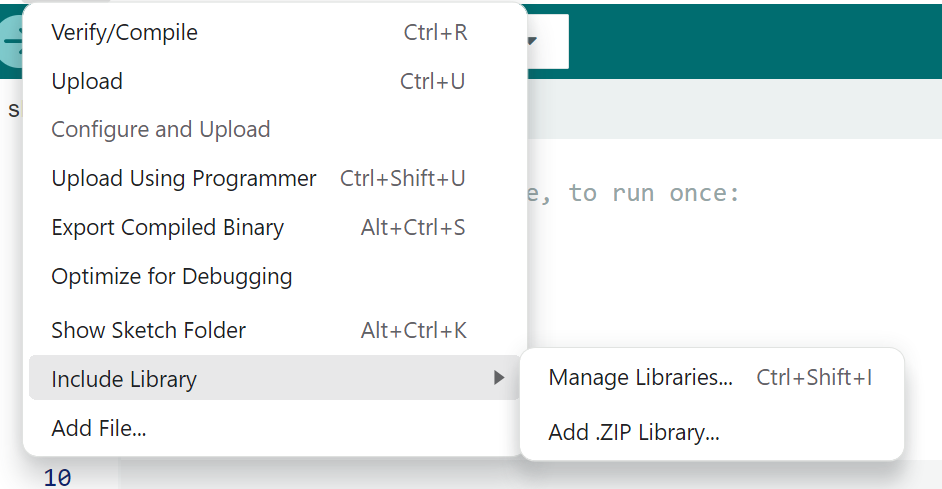 Verify/Compile Ctrl+R
Upload Ctrl+U
s
Configure and Upload
Upload Using Programmer Ctrl+Shift+U
e, to run once:
Export Compiled Binary Alt+Ctrl+S
Optimize for Debugging
Show Sketch Folder Alt+Ctrl+K
Include Library
Manage Libraries... Ctrl+Shift+I
Add File...
Add .ZIP Library...
10